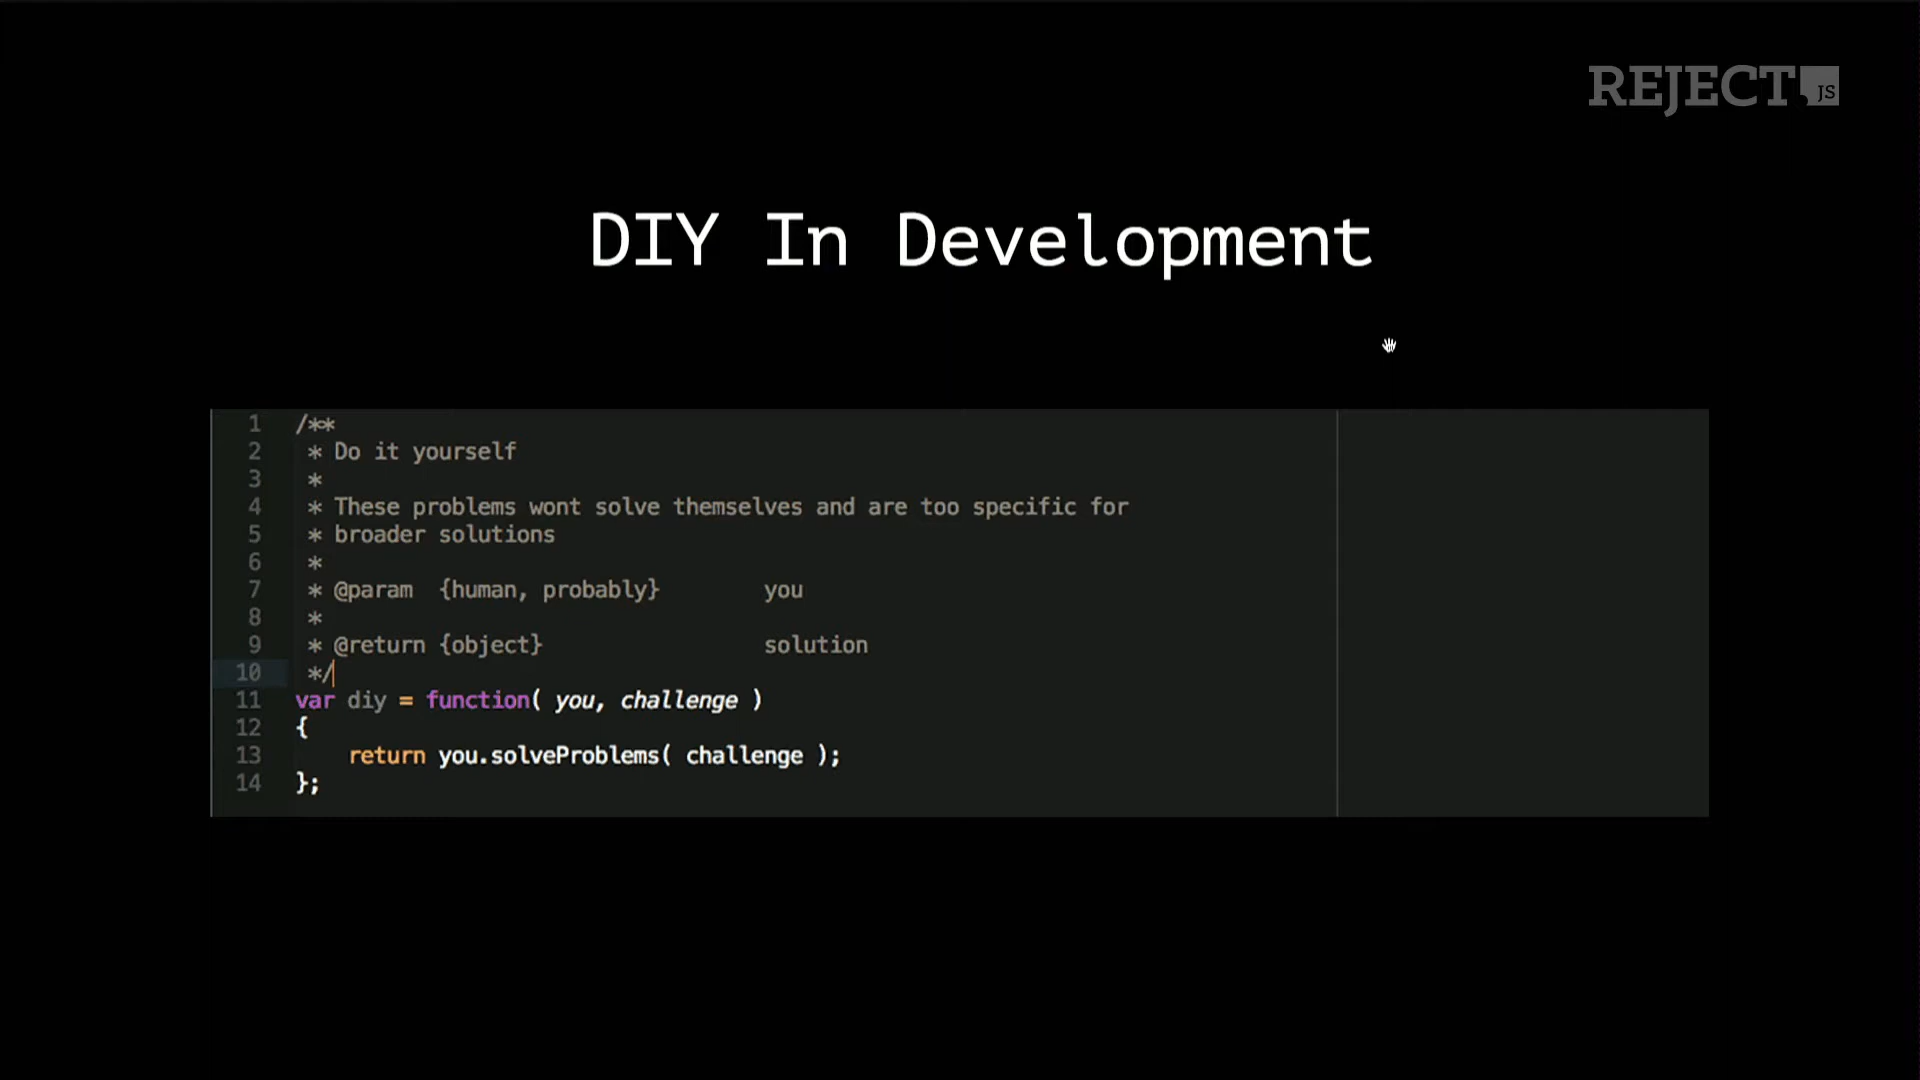 REJECT.JS
DIY In Development
1 /**
2 * Do it yourself
3 *
4 * These problems wont solve themselves and are too specific for
5 * broader solutions
6 *
7 * @param {human, probably} you
8 *
9 * @return {object} solution
10 */
11 var diy = function( you, challenge )
12 {
13 return you.solveProblems( challenge );
14 };